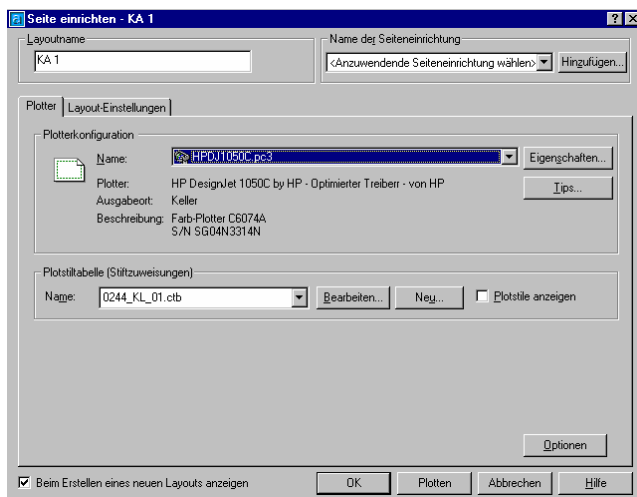 Seite einrichten - KA 1
Layoutname
KA 1
Name der Seiteneinrichtung
<Anzuwendende Seiteneinrichtung wählen>
Hinzufügen...
Plotter
Layout-Einstellungen
Plotterkonfiguration
Name:
HPDJ1050C.pc3
Eigenschaften...
Plotter:
HP DesignJet 1050C by HP - Optimierter Treiberr - von HP
Tips...
Ausgabeort:
Keller
Beschreibung:
Farb-Plotter C6074A
S/N SG04N3314N
Plotstiltabelle (Stiftzuweisungen)
Name:
0244_KL_01.ctb
Bearbeiten...
Neu...
Plotstile anzeigen
Optionen
Beim Erstellen eines neuen Layouts anzeigen
OK
Plotten
Abbrechen
Hilfe